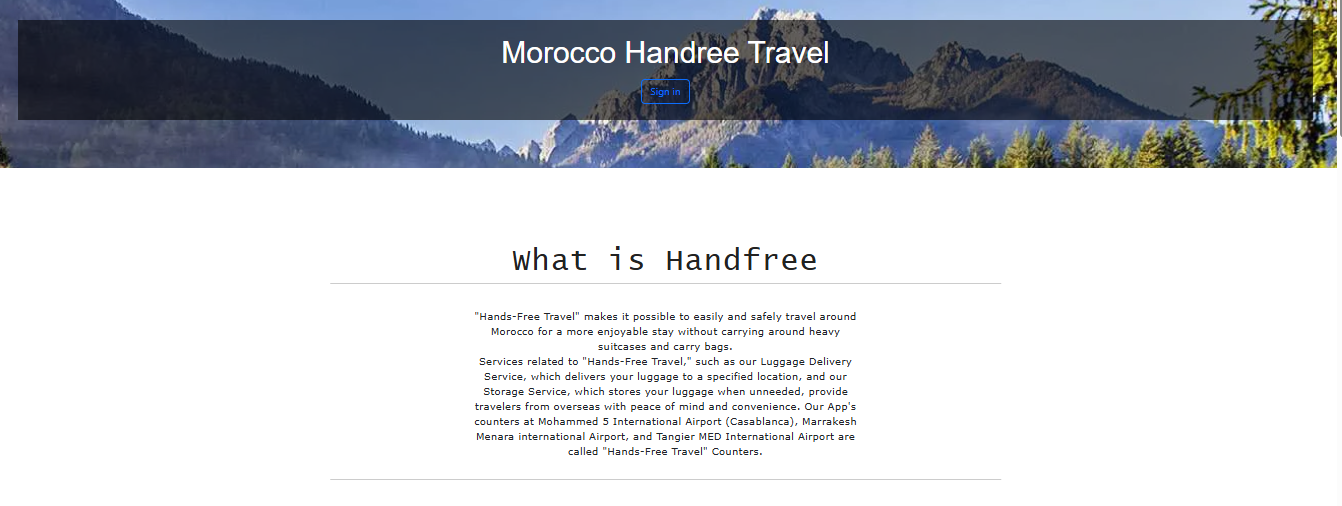 Morocco Handree Travel
Sign in
What is Handfree
"Hands-Free Travel" makes it possible to easily and safely travel around
Morocco for a more enjoyable stay without carrying around heavy
suitcases and carry bags.
Services related to "Hands-Free Travel," such as our Luggage Delivery
Service, which delivers your luggage to a specified location, and our
Storage Service, which stores your luggage when unneeded, provide
travelers from overseas with peace of mind and convenience. Our App's
counters at Mohammed 5 International Airport (Casablanca), Marrakesh
Menara international Airport, and Tangier MED International Airport are
called "Hands-Free Travel" Counters.